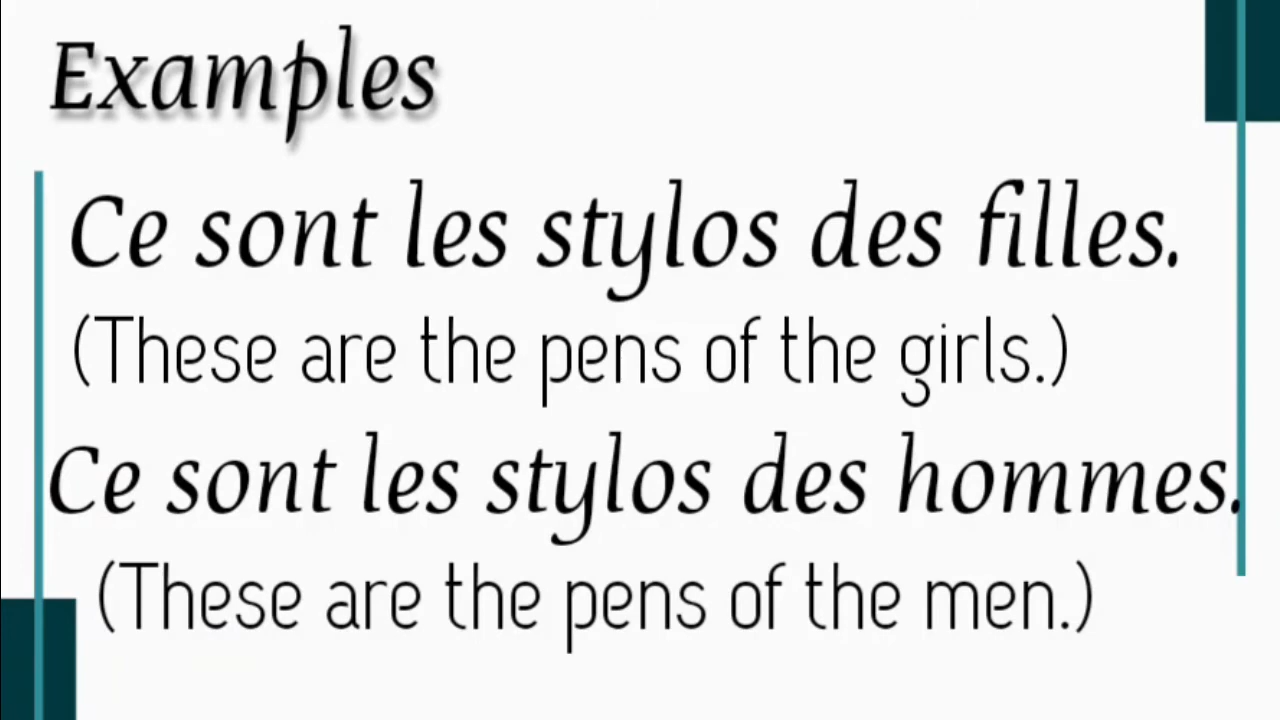 Examples
Ce sont les stylos des filles.
(These are the pens of the girls.)
Ce sont les stylos des hommes.
(These are the pens of the men.)